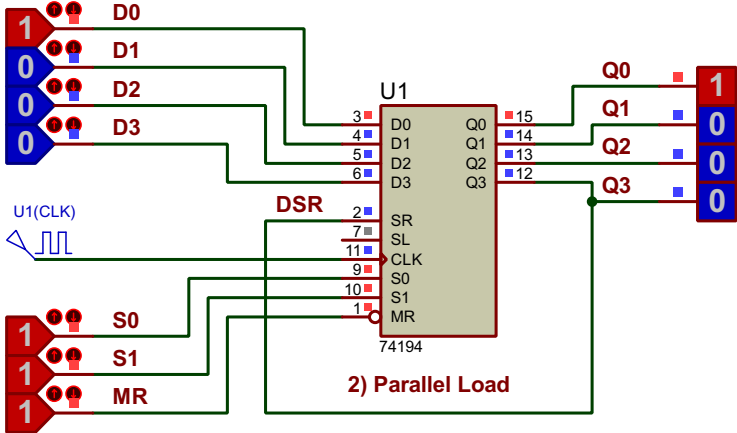 1 D0
0 D1
0 D2
0 D3
U1(CLK)
1 S0
1 S1
1 MR
DSR
U1
3 D0 Q0 15
4 D1 Q1 14
5 D2 Q2 13
6 D3 Q3 12
2 SR
7 SL
11 CLK
9 S0
10 S1
1 MR
74194
2) Parallel Load
Q0 1
Q1 0
Q2 0
Q3 0